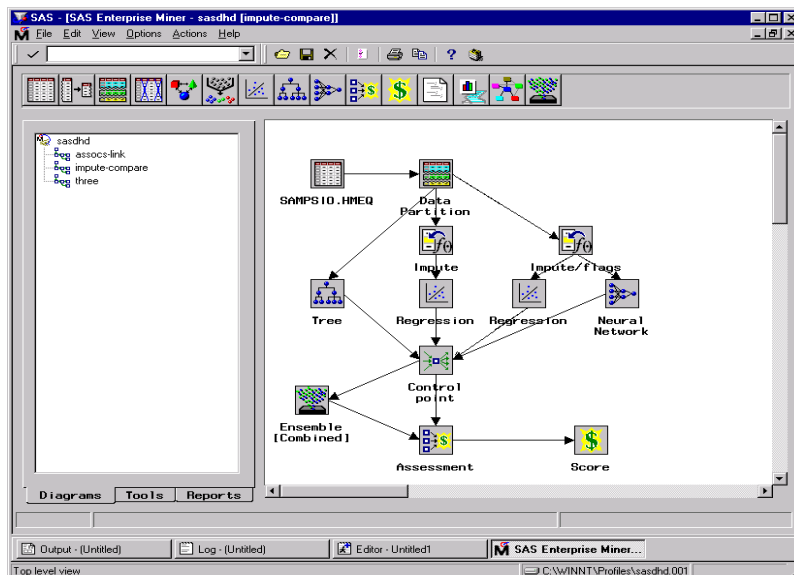 SAS - [SAS Enterprise Miner - sasdhd [impute-compare]]
File Edit View Options Actions Help
sasdhd
assocs-link
impute-compare
three
SAMPSIO.HMEQ
Data
Partition
Impute
Impute/flags
Tree
Regression
Regression
Neural
Network
Control
point
Ensemble
[Combined]
Assessment
Score
Diagrams Tools Reports
Output - (Untitled) Log - (Untitled) Editor - Untitled1 SAS Enterprise Miner...
Top level view C:\WINNT\Profiles\sasdhd.001